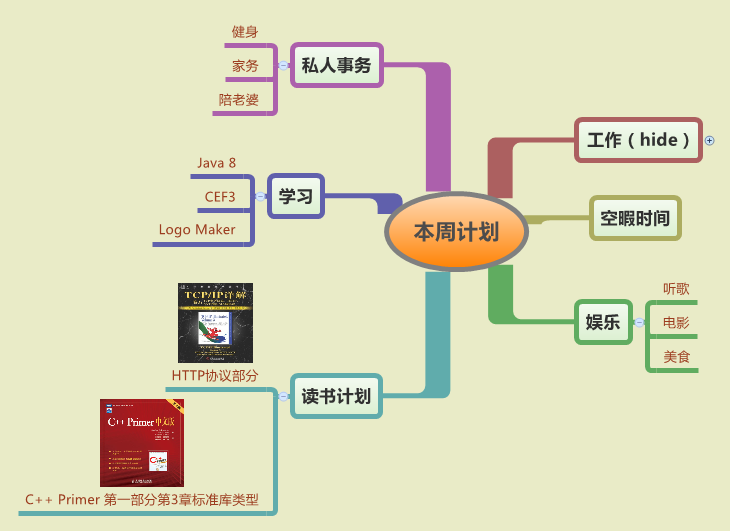 本周计划
私人事务
健身
家务
陪老婆
学习
Java 8
CEF3
Logo Maker
读书计划
TCP/IP详解
HTTP协议部分
C++ Primer 中文版
C++ Primer 第一部分第3章标准库类型
工作（hide）
空暇时间
娱乐
听歌
电影
美食